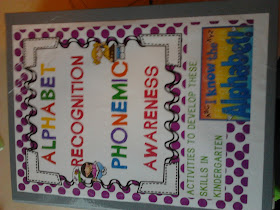 ALPHABET
RECOGNITION
PHONEMIC
AWARENESS
ACTIVITIES TO DEVELOP THESE
SKILLS IN
KINDERGARTEN
I know the
Alphabet!